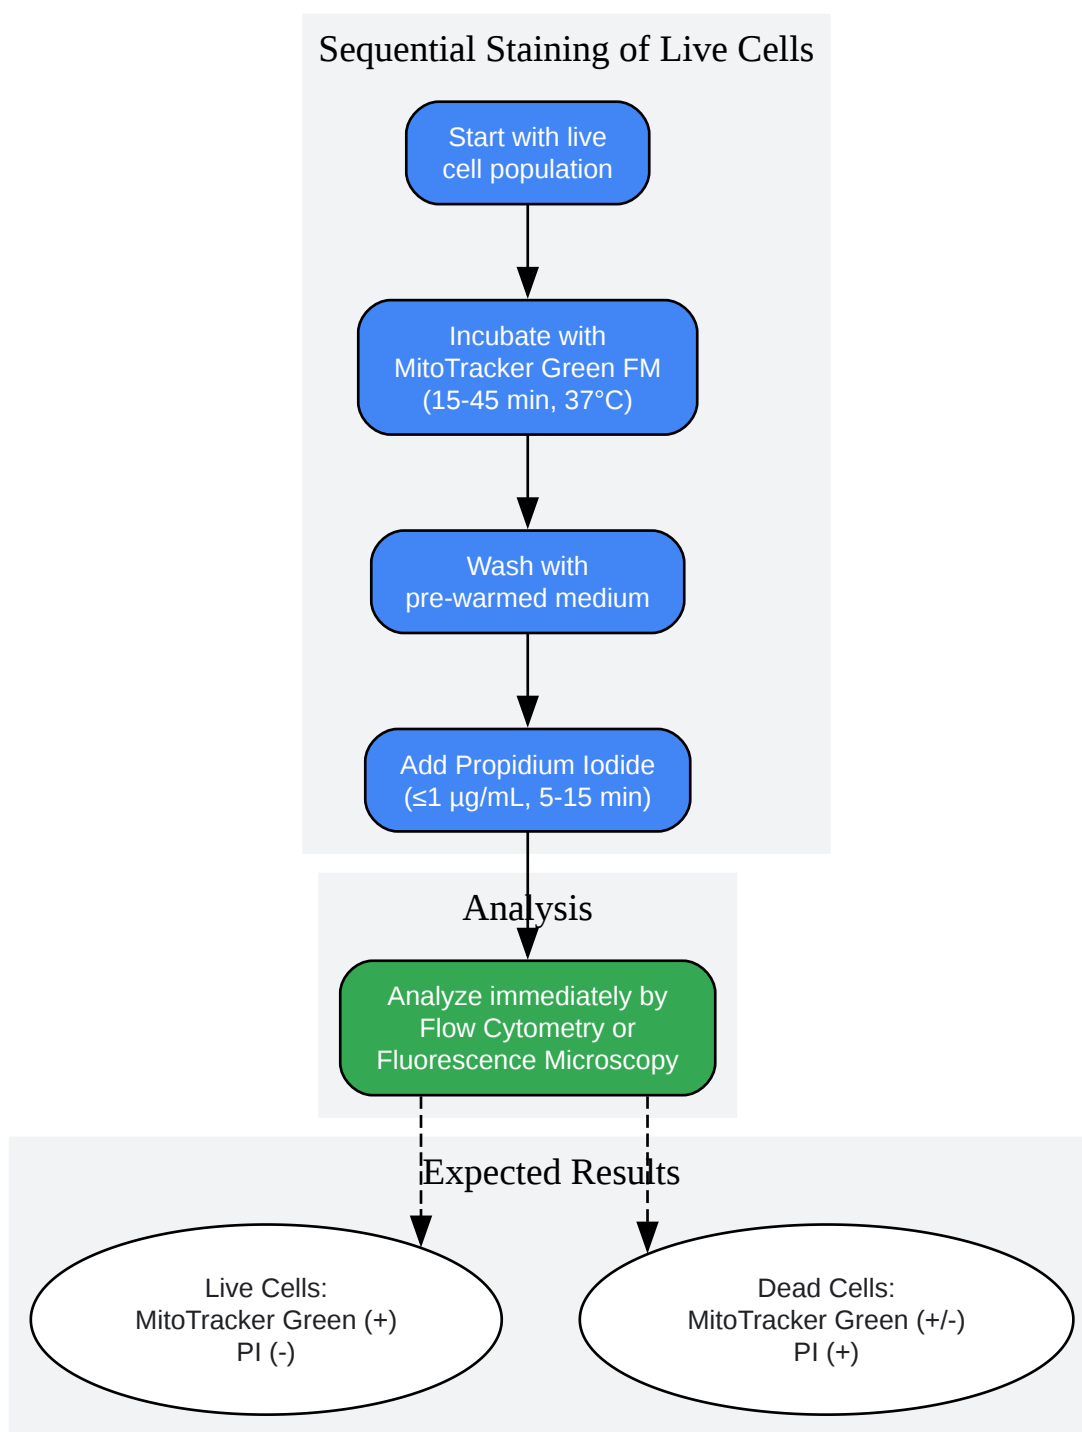 Sequential Staining of Live Cells
Start with live
cell population
Incubate with
MitoTracker Green FM
(15-45 min, 37°C)
Wash with
pre-warmed medium
Add Propidium Iodide
(≤1 µg/mL, 5-15 min)
Analysis
Analyze immediately by
Flow Cytometry or
Fluorescence Microscopy
Expected Results
Live Cells:
MitoTracker Green (+)
PI (-)
Dead Cells:
MitoTracker Green (+/-)
PI (+)